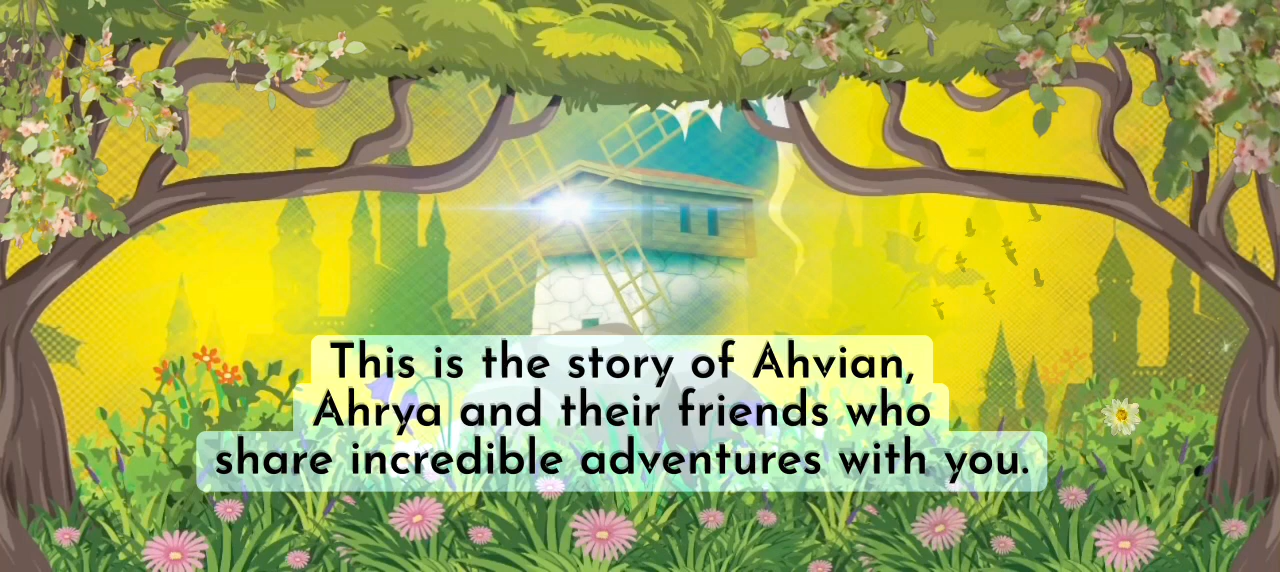 This is the story of Ahvian,
Ahrya and their friends who
share incredible adventures with you.